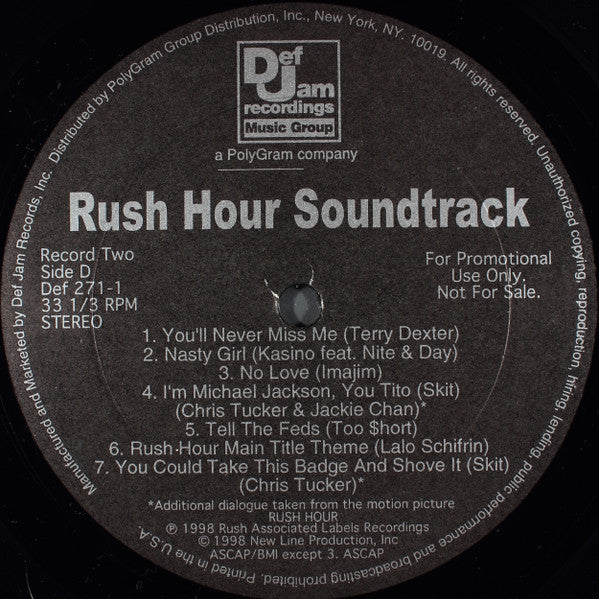 Manufactured and Marketed by Def Jam Records, Inc. Distributed by PolyGram Group Distribution, Inc., New York, NY. 10019. All rights reserved. Unauthorized copying, reproduction, hiring, lending, public performance and broadcasting prohibited. Printed in the U.S.A.
Def
Jam
recordings
Music Group
a PolyGram company
Rush Hour Soundtrack
Record Two
Side D
Def 271-1
33 1/3 RPM
STEREO
For Promotional
Use Only.
Not For Sale.
1. You'll Never Miss Me (Terry Dexter)
2. Nasty Girl (Kasino feat. Nite & Day)
3. No Love (Imajim)
4. I'm Michael Jackson, You Tito (Skit)
(Chris Tucker & Jackie Chan)*
5. Tell The Feds (Too $hort)
6. Rush-Hour Main Title Theme (Lalo Schifrin)
7. You Could Take This Badge And Shove It (Skit)
(Chris Tucker)*
*Additional dialogue taken from the motion picture
RUSH HOUR
℗ 1998 Rush Associated Labels Recordings
© 1998 New Line Production, Inc
ASCAP/BMI except 3. ASCAP